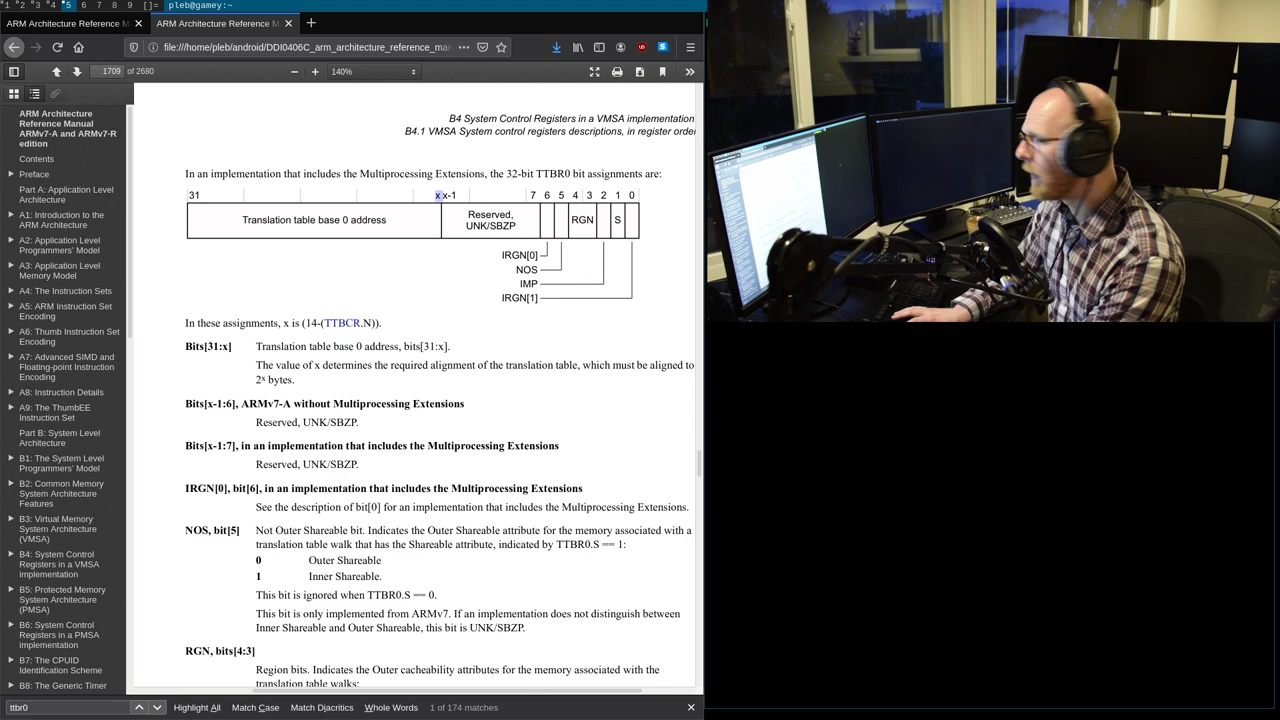 1 2 3 4 5 6 7 8 9 []= pleb@gamey:~
ARM Architecture Reference M
ARM Architecture Reference M
file:///home/pleb/android/DDI0406C_arm_architecture_reference_ma
1709 of 2680
140%
ARM Architecture
Reference Manual
ARMv7-A and ARMv7-R
edition
Contents
Preface
Part A: Application Level
Architecture
A1: Introduction to the
ARM Architecture
A2: Application Level
Programmers' Model
A3: Application Level
Memory Model
A4: The Instruction Sets
A5: ARM Instruction Set
Encoding
A6: Thumb Instruction Set
Encoding
A7: Advanced SIMD and
Floating-point Instruction
Encoding
A8: Instruction Details
A9: The ThumbEE
Instruction Set
Part B: System Level
Architecture
B1: The System Level
Programmers' Model
B2: Common Memory
System Architecture
Features
B3: Virtual Memory
System Architecture
(VMSA)
B4: System Control
Registers in a VMSA
implementation
B5: Protected Memory
System Architecture
(PMSA)
B6: System Control
Registers in a PMSA
implementation
B7: The CPUID
Identification Scheme
B8: The Generic Timer
B4 System Control Registers in a VMSA implementation
B4.1 VMSA System control registers descriptions, in register order
In an implementation that includes the Multiprocessing Extensions, the 32-bit TTBR0 bit assignments are:
31 x x-1 7 6 5 4 3 2 1 0
Translation table base 0 address
Reserved,
UNK/SBZP
RGN
S
IRGN[0]
NOS
IMP
IRGN[1]
In these assignments, x is (14-(TTBCR.N)).
Bits[31:x] Translation table base 0 address, bits[31:x].
The value of x determines the required alignment of the translation table, which must be aligned to
2ˣ bytes.
Bits[x-1:6], ARMv7-A without Multiprocessing Extensions
Reserved, UNK/SBZP.
Bits[x-1:7], in an implementation that includes the Multiprocessing Extensions
Reserved, UNK/SBZP.
IRGN[0], bit[6], in an implementation that includes the Multiprocessing Extensions
See the description of bit[0] for an implementation that includes the Multiprocessing Extensions.
NOS, bit[5] Not Outer Shareable bit. Indicates the Outer Shareable attribute for the memory associated with a
translation table walk that has the Shareable attribute, indicated by TTBR0.S == 1:
0 Outer Shareable
1 Inner Shareable.
This bit is ignored when TTBR0.S == 0.
This bit is only implemented from ARMv7. If an implementation does not distinguish between
Inner Shareable and Outer Shareable, this bit is UNK/SBZP.
RGN, bits[4:3]
Region bits. Indicates the Outer cacheability attributes for the memory associated with the
translation table walks:
ttbr0
Highlight All Match Case Match Diacritics Whole Words 1 of 174 matches